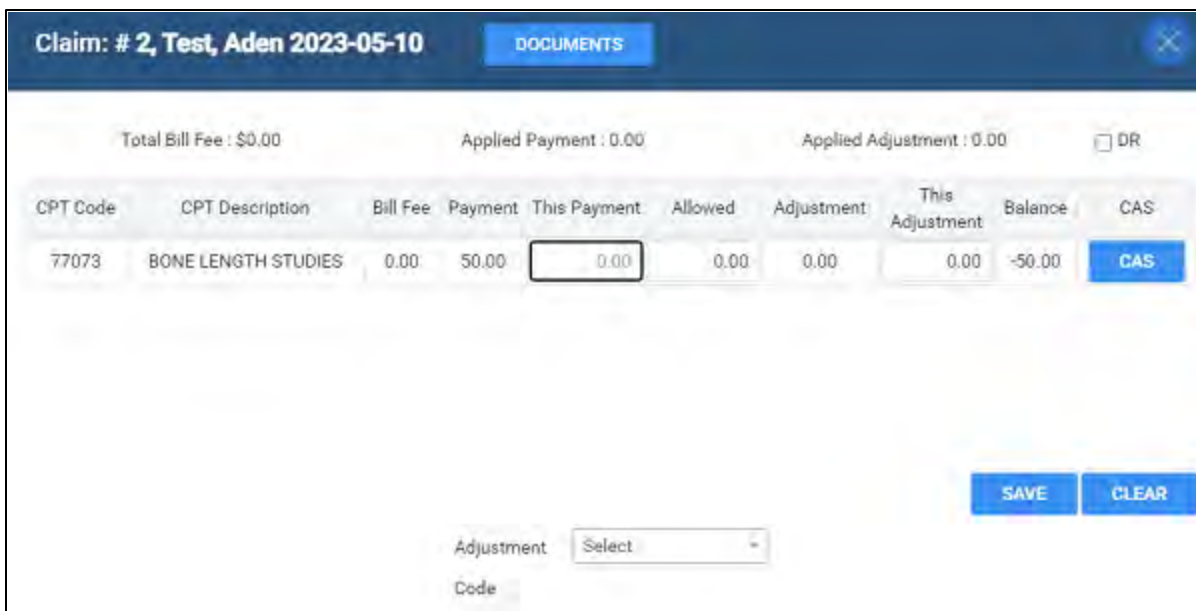 Claim: # 2, Test, Aden 2023-05-10 DOCUMENTS
Total Bill Fee : $0.00 Applied Payment : 0.00 Applied Adjustment : 0.00 DR
CPT Code CPT Description Bill Fee Payment This Payment Allowed Adjustment This Adjustment Balance CAS
77073 BONE LENGTH STUDIES 0.00 50.00 0.00 0.00 0.00 0.00 -50.00 CAS
SAVE CLEAR
Adjustment Select
Code